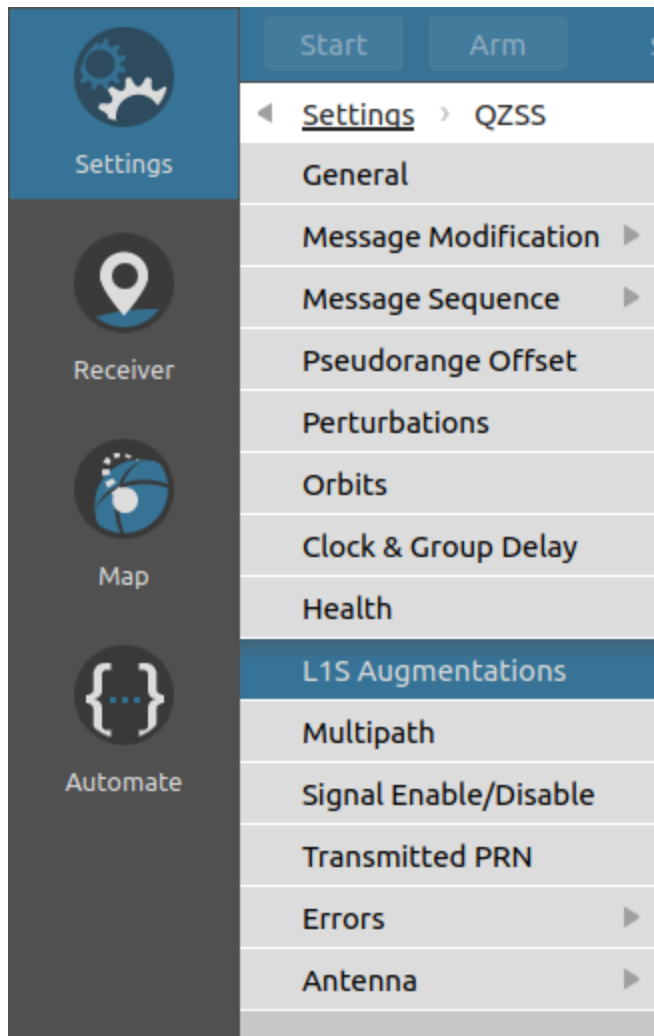 Start Arm
Settings › QZSS
Settings
General
Message Modification
Message Sequence
Receiver
Pseudorange Offset
Perturbations
Orbits
Map
Clock & Group Delay
Health
L1S Augmentations
{...}
Multipath
Automate
Signal Enable/Disable
Transmitted PRN
Errors
Antenna